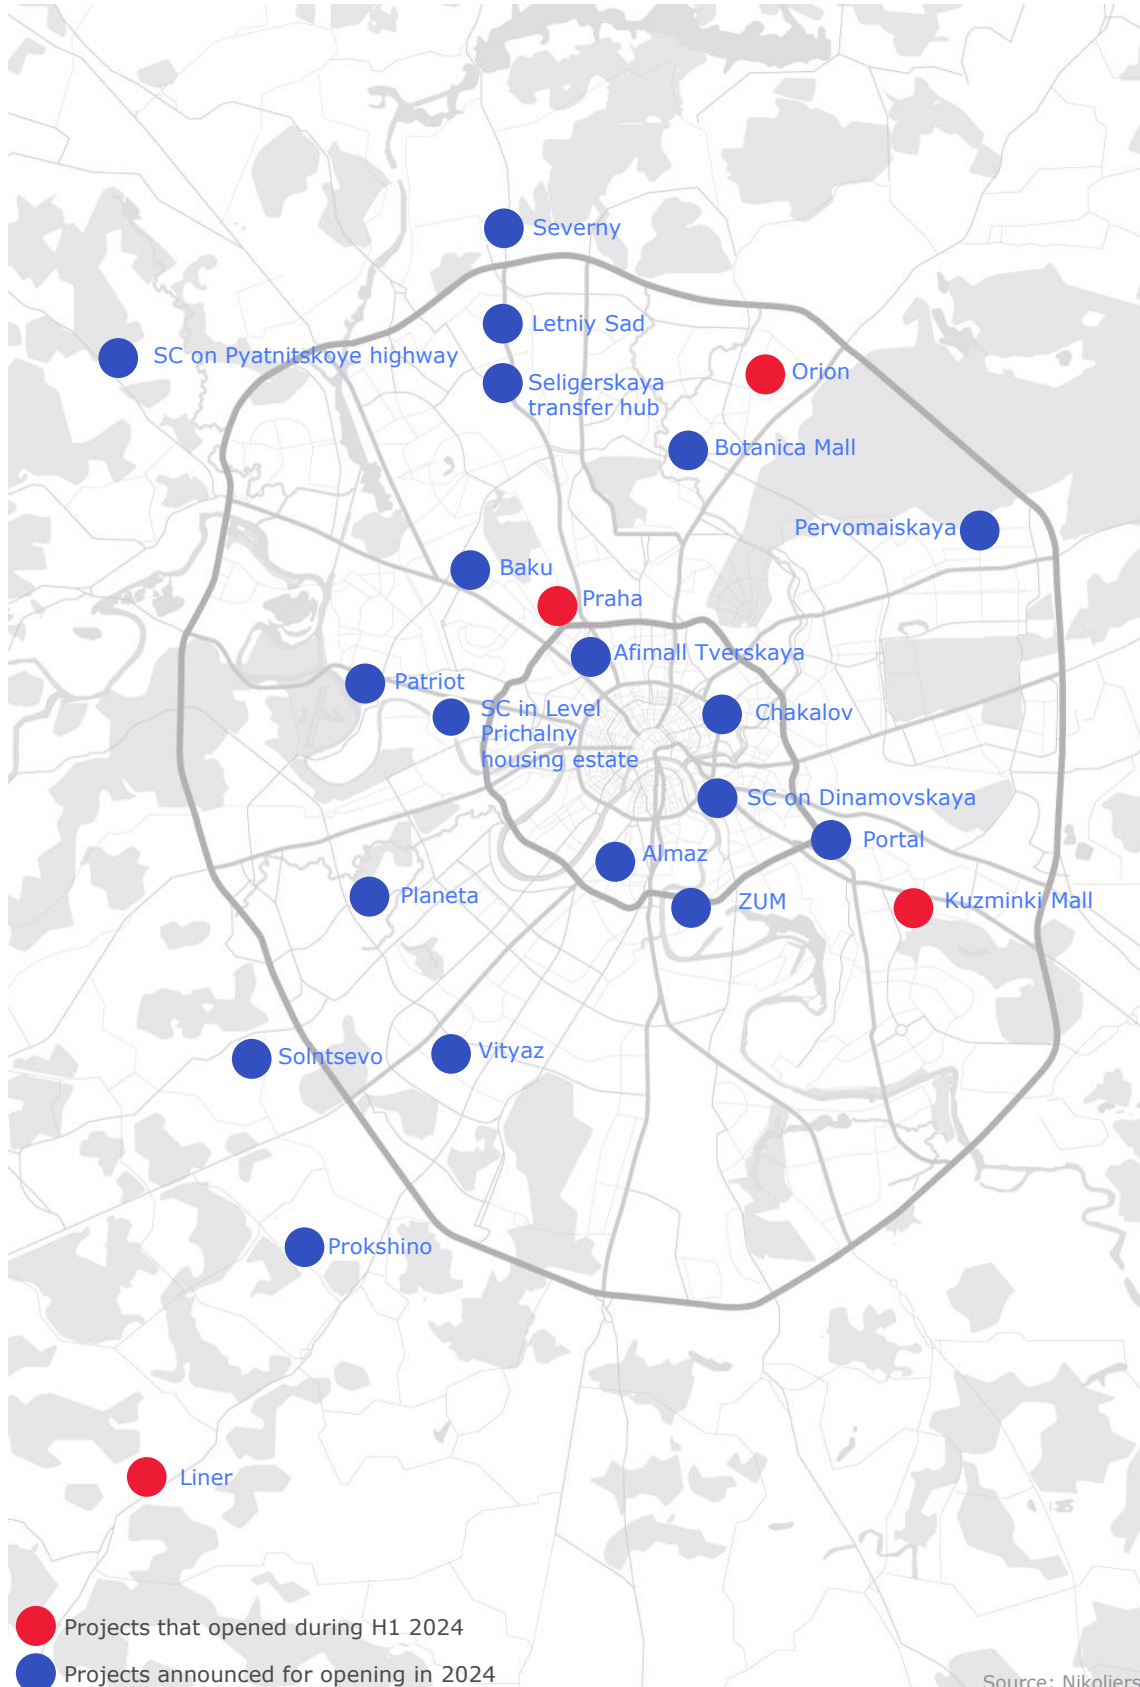 Severny
Letniy Sad
SC on Pyatnitskoye highway
Orion
Seligerskaya
transfer hub
Botanica Mall
Pervomaiskaya
Baku
Praha
Afimall Tverskaya
Patriot
SC in Level
Prichalny
housing estate
Chakalov
SC on Dinamovskaya
Portal
Almaz
Planeta
ZUM
Kuzminki Mall
Solntsevo
Vityaz
Prokshino
Liner
Projects that opened during H1 2024
Projects announced for opening in 2024
Source: Nikoliers